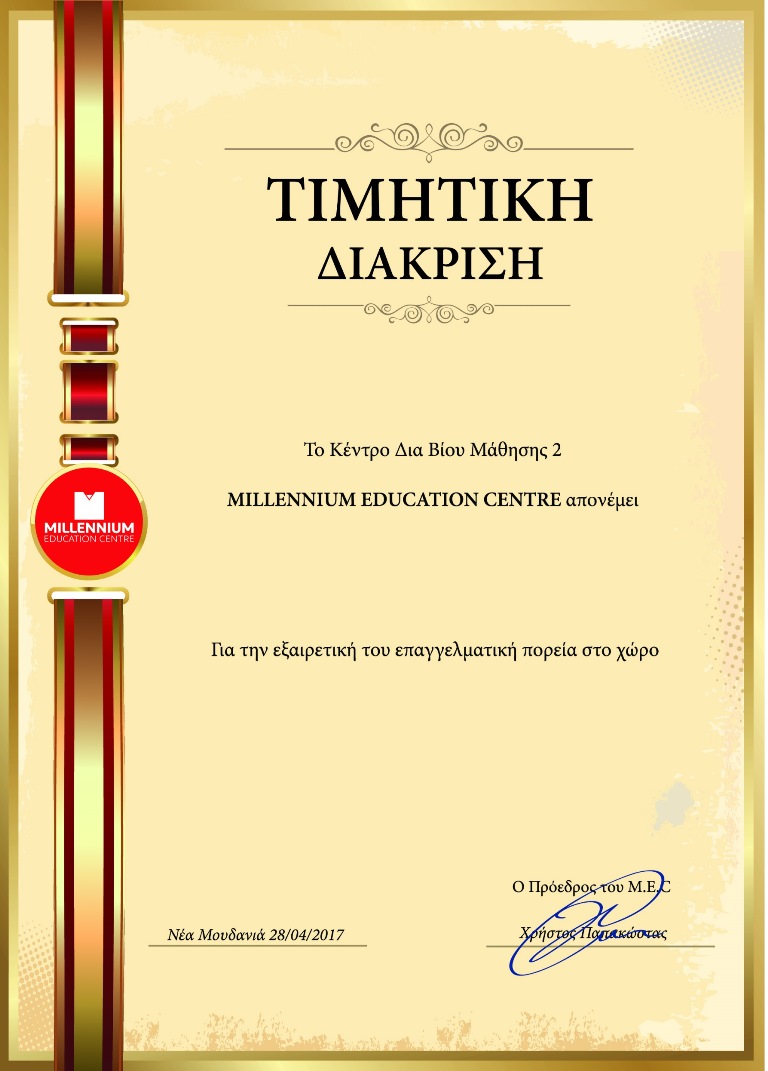 ΤΙΜΗΤΙΚΗ
ΔΙΑΚΡΙΣΗ
Το Κέντρο Δια Βίου Μάθησης 2
MILLENNIUM EDUCATION CENTRE απονέμει
MILLENNIUM
EDUCATION CENTRE
Για την εξαιρετική του επαγγελματική πορεία στο χώρο
Ο Πρόεδρος του M.E.C
Νέα Μουδανιά 28/04/2017
Χρήστος Παπακώστας